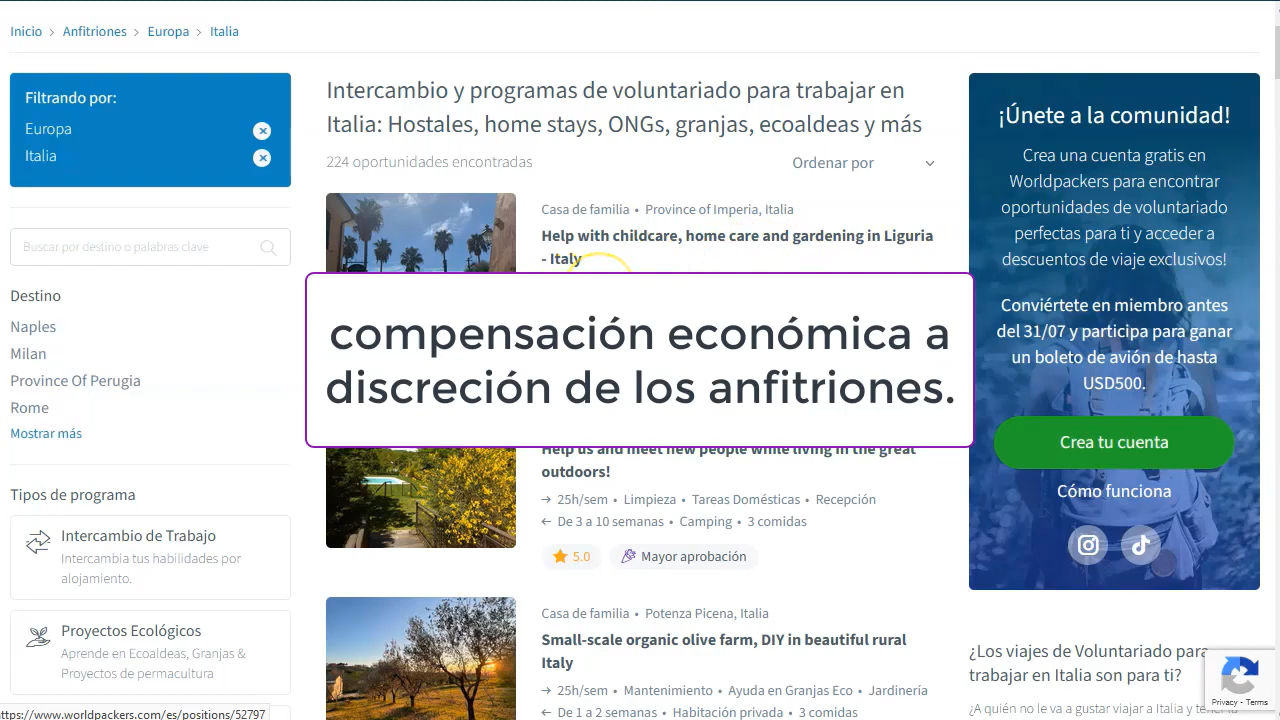 Inicio > Anfitriones > Europa > Italia
Filtrando por:
Europa
Italia
Buscar por destino o palabras clave
Destino
Naples
Milan
Province Of Perugia
Rome
Mostrar más
Tipos de programa
Intercambio de Trabajo
Intercambia tus habilidades por
alojamiento.
Proyectos Ecológicos
Aprende en Ecoaldeas, Granjas &
Proyectos de permacultura
https://www.worldpackers.com/es/positions/52797
Intercambio y programas de voluntariado para trabajar en
Italia: Hostales, home stays, ONGs, granjas, ecoaldeas y más
224 oportunidades encontradas
Ordenar por
Casa de familia • Province of Imperia, Italia
Help with childcare, home care and gardening in Liguria
- Italy
compensación económica a
discreción de los anfitriones.
Help us and meet new people while living in the great
outdoors!
→ 25h/sem • Limpieza • Tareas Domésticas • Recepción
← De 3 a 10 semanas • Camping • 3 comidas
5.0
Mayor aprobación
Casa de familia • Potenza Picena, Italia
Small-scale organic olive farm, DIY in beautiful rural
Italy
→ 25h/sem • Mantenimiento • Ayuda en Granjas Eco • Jardinería
← De 1 a 2 semanas • Habitación privada • 3 comidas
¡Únete a la comunidad!
Crea una cuenta gratis en
Worldpackers para encontrar
oportunidades de voluntariado
perfectas para ti y acceder a
descuentos de viaje exclusivos!
Conviértete en miembro antes
del 31/07 y participa para ganar
un boleto de avión de hasta
USD500.
Crea tu cuenta
Cómo funciona
¿Los viajes de Voluntariado para
trabajar en Italia son para ti?
¿A quién no le va a gustar viajar a Italia y
Privacy - Terms